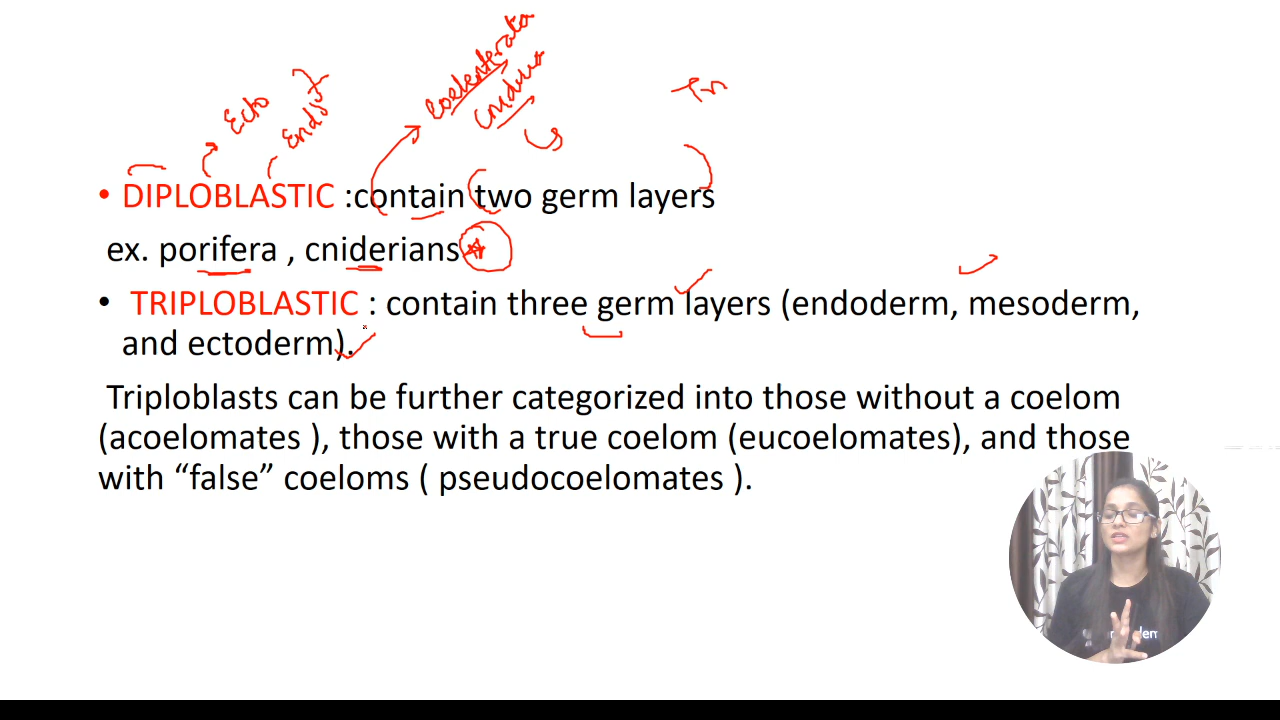 Coelenterata
Cnidaria
Ecto
Tr
• DIPLOBLASTIC :contain two germ layers
ex. porifera , cniderians
• TRIPLOBLASTIC : contain three germ layers (endoderm, mesoderm,
and ectoderm).
Triploblasts can be further categorized into those without a coelom
(acoelomates ), those with a true coelom (eucoelomates), and those
with “false” coeloms ( pseudocoelomates ).